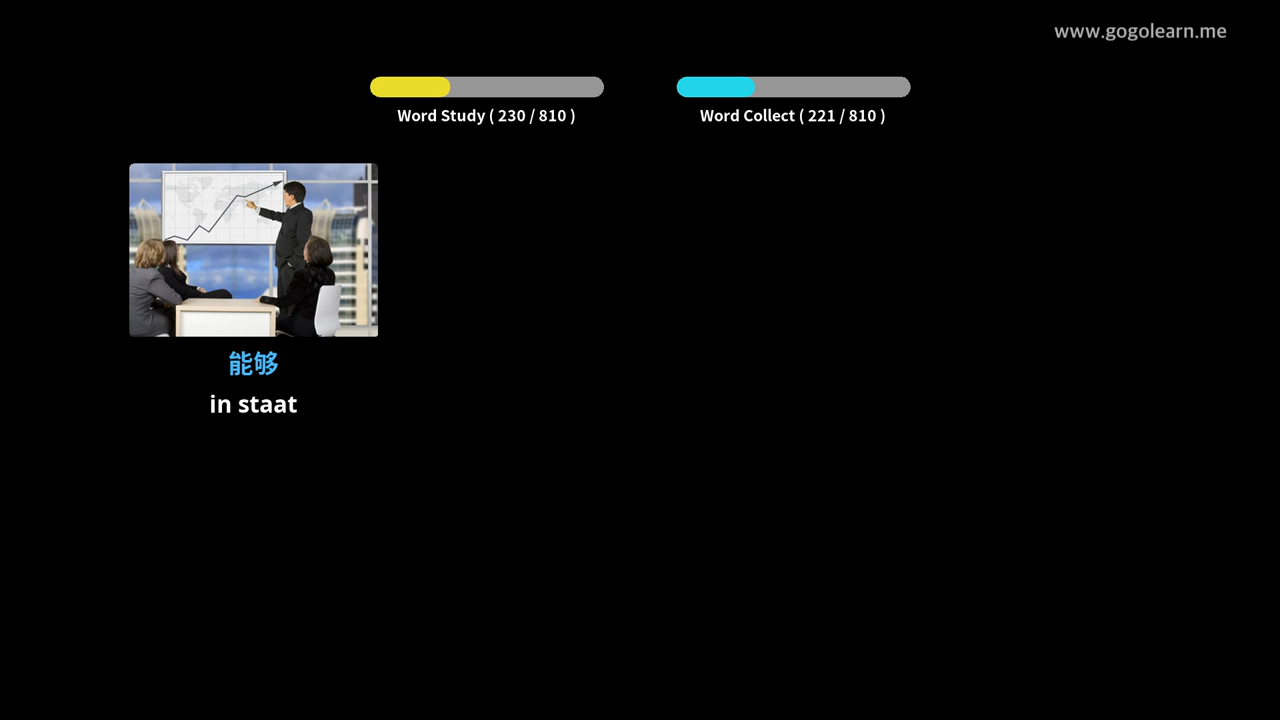 www.gogolearn.me
Word Study ( 230 / 810 )
Word Collect ( 221 / 810 )
能够
in staat